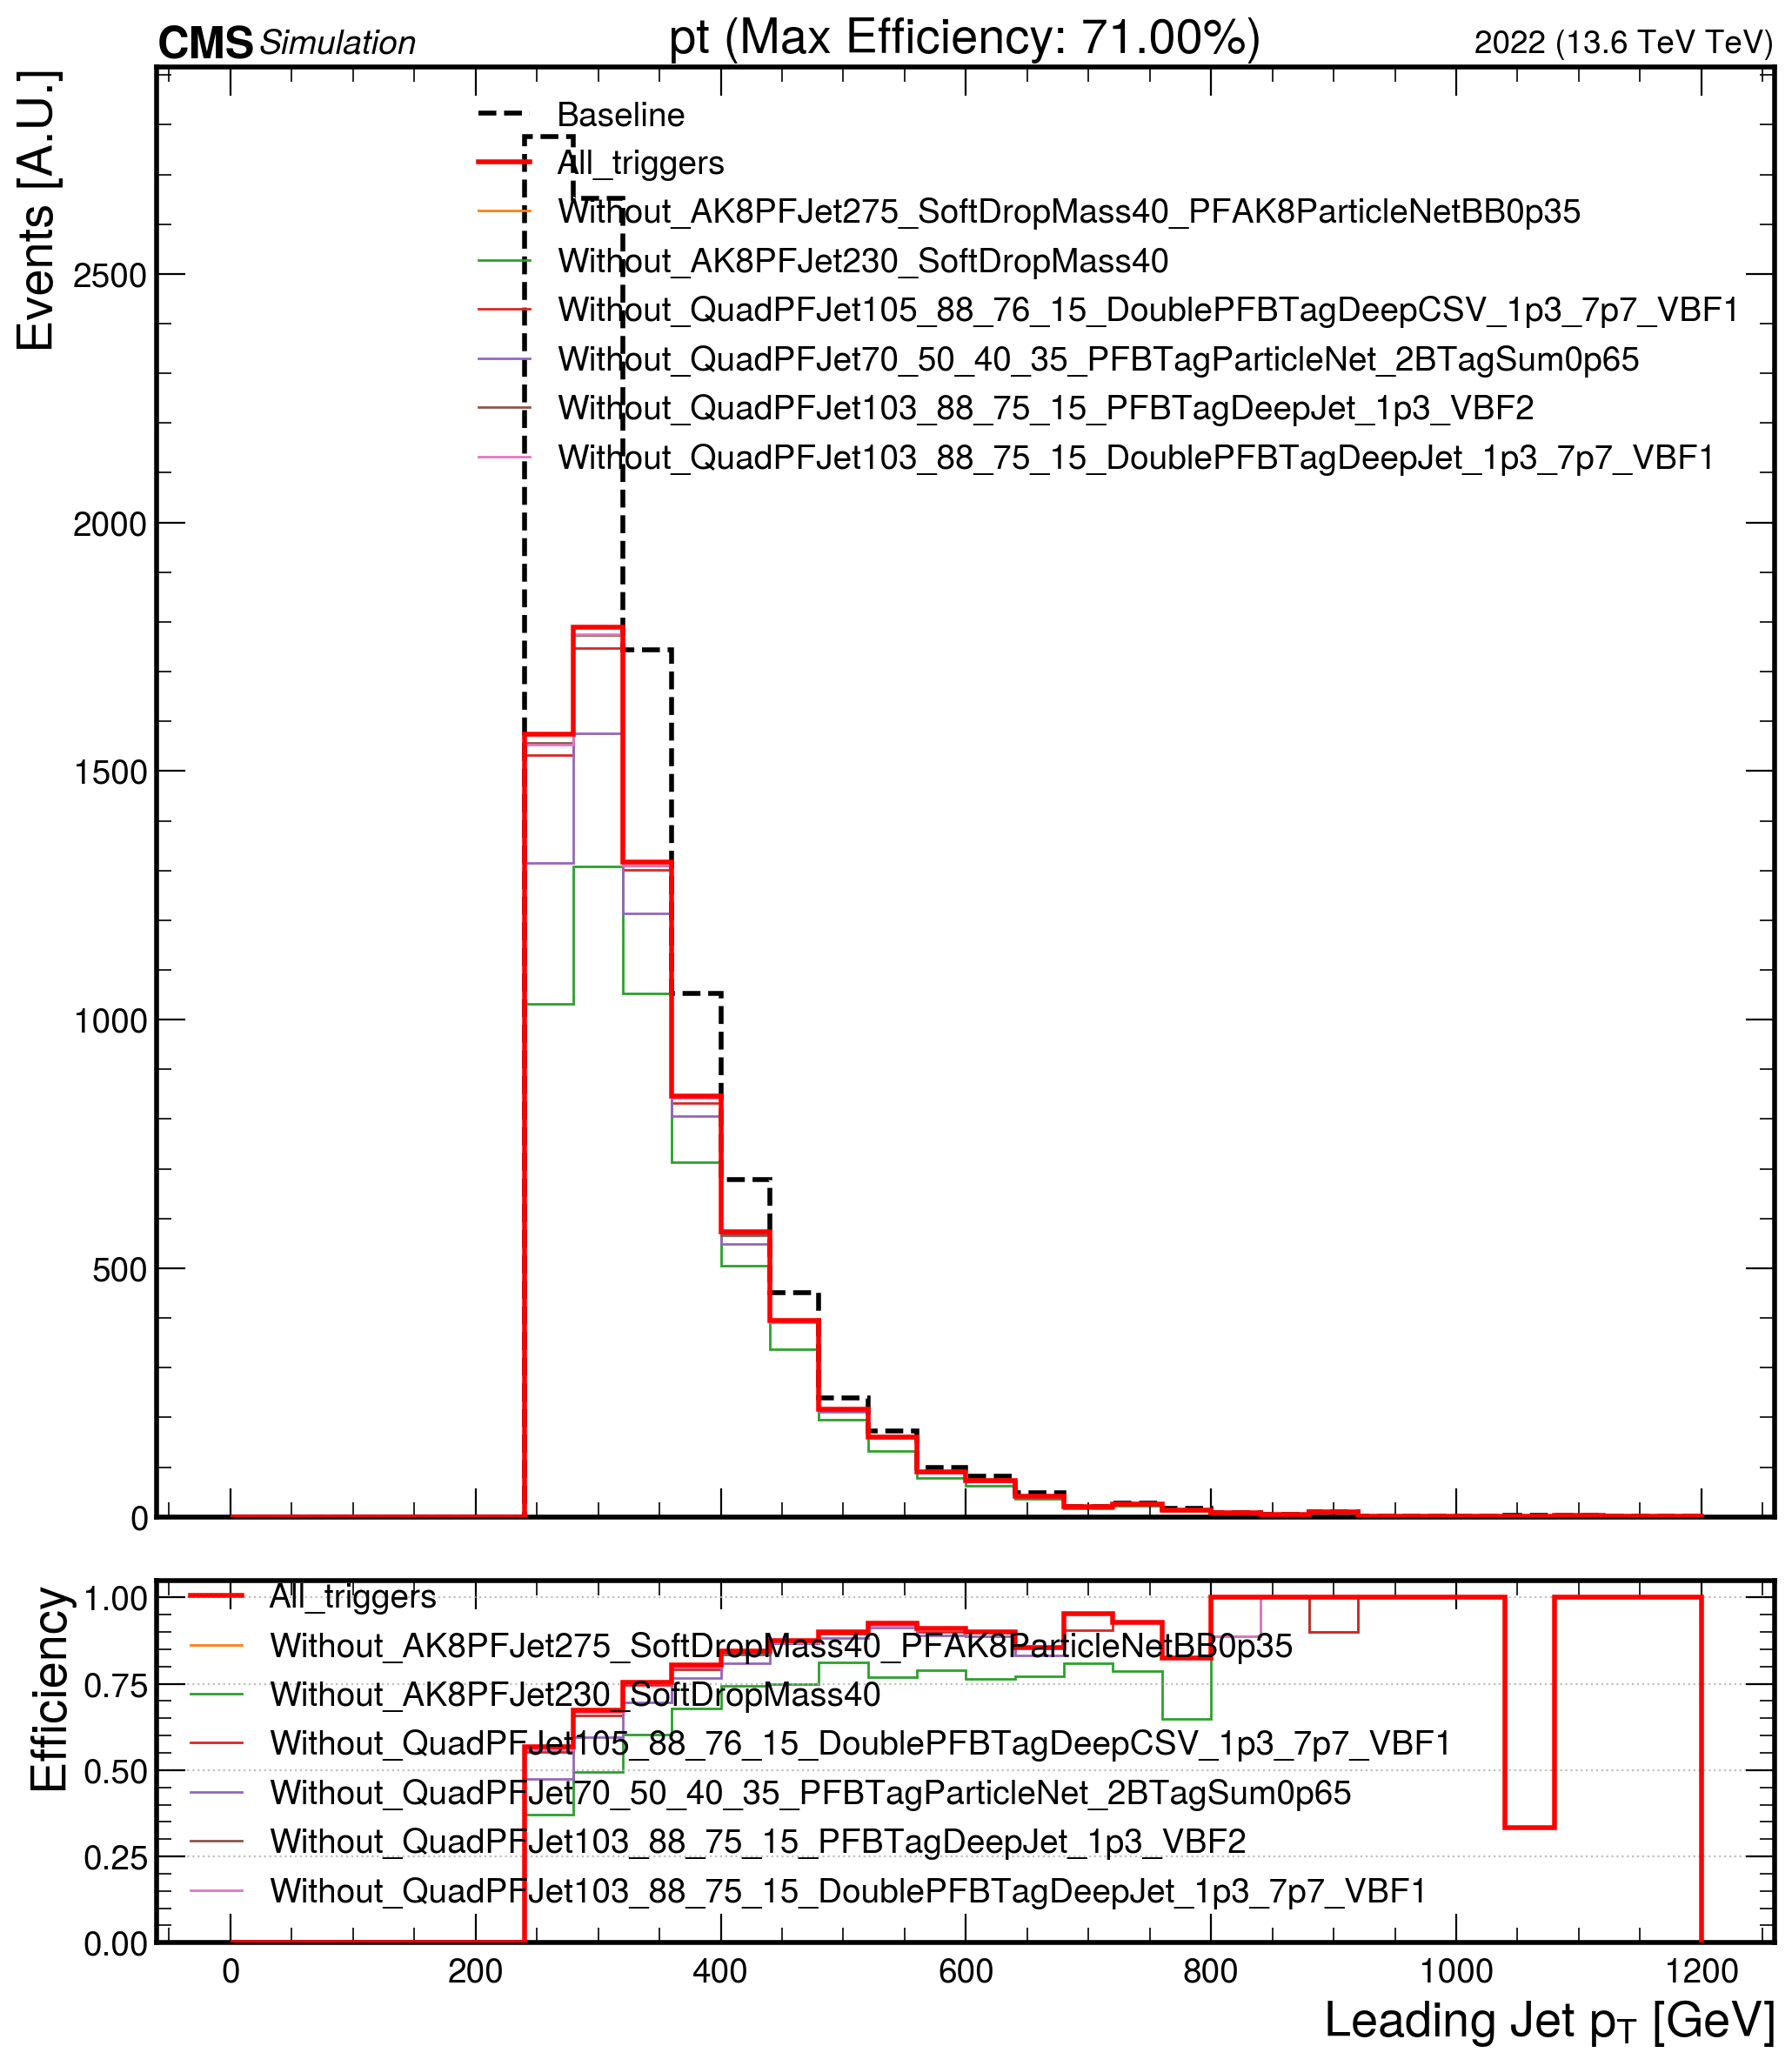 CMS Simulation pt (Max Efficiency: 71.00%) 2022 (13.6 TeV TeV)
Events [A.U.]
Baseline
All_triggers
Without_AK8PFJet275_SoftDropMass40_PFAK8ParticleNetBB0p35
Without_AK8PFJet230_SoftDropMass40
Without_QuadPFJet105_88_76_15_DoublePFBTagDeepCSV_1p3_7p7_VBF1
Without_QuadPFJet70_50_40_35_PFBTagParticleNet_2BTagSum0p65
Without_QuadPFJet103_88_75_15_PFBTagDeepJet_1p3_VBF2
Without_QuadPFJet103_88_75_15_DoublePFBTagDeepJet_1p3_7p7_VBF1
2500
2000
1500
1000
500
0
Efficiency
1.00
0.75
0.50
0.25
0.00
All_triggers
Without_AK8PFJet275_SoftDropMass40_PFAK8ParticleNetBB0p35
Without_AK8PFJet230_SoftDropMass40
Without_QuadPFJet105_88_76_15_DoublePFBTagDeepCSV_1p3_7p7_VBF1
Without_QuadPFJet70_50_40_35_PFBTagParticleNet_2BTagSum0p65
Without_QuadPFJet103_88_75_15_PFBTagDeepJet_1p3_VBF2
Without_QuadPFJet103_88_75_15_DoublePFBTagDeepJet_1p3_7p7_VBF1
0 200 400 600 800 1000 1200
Leading Jet p_T [GeV]